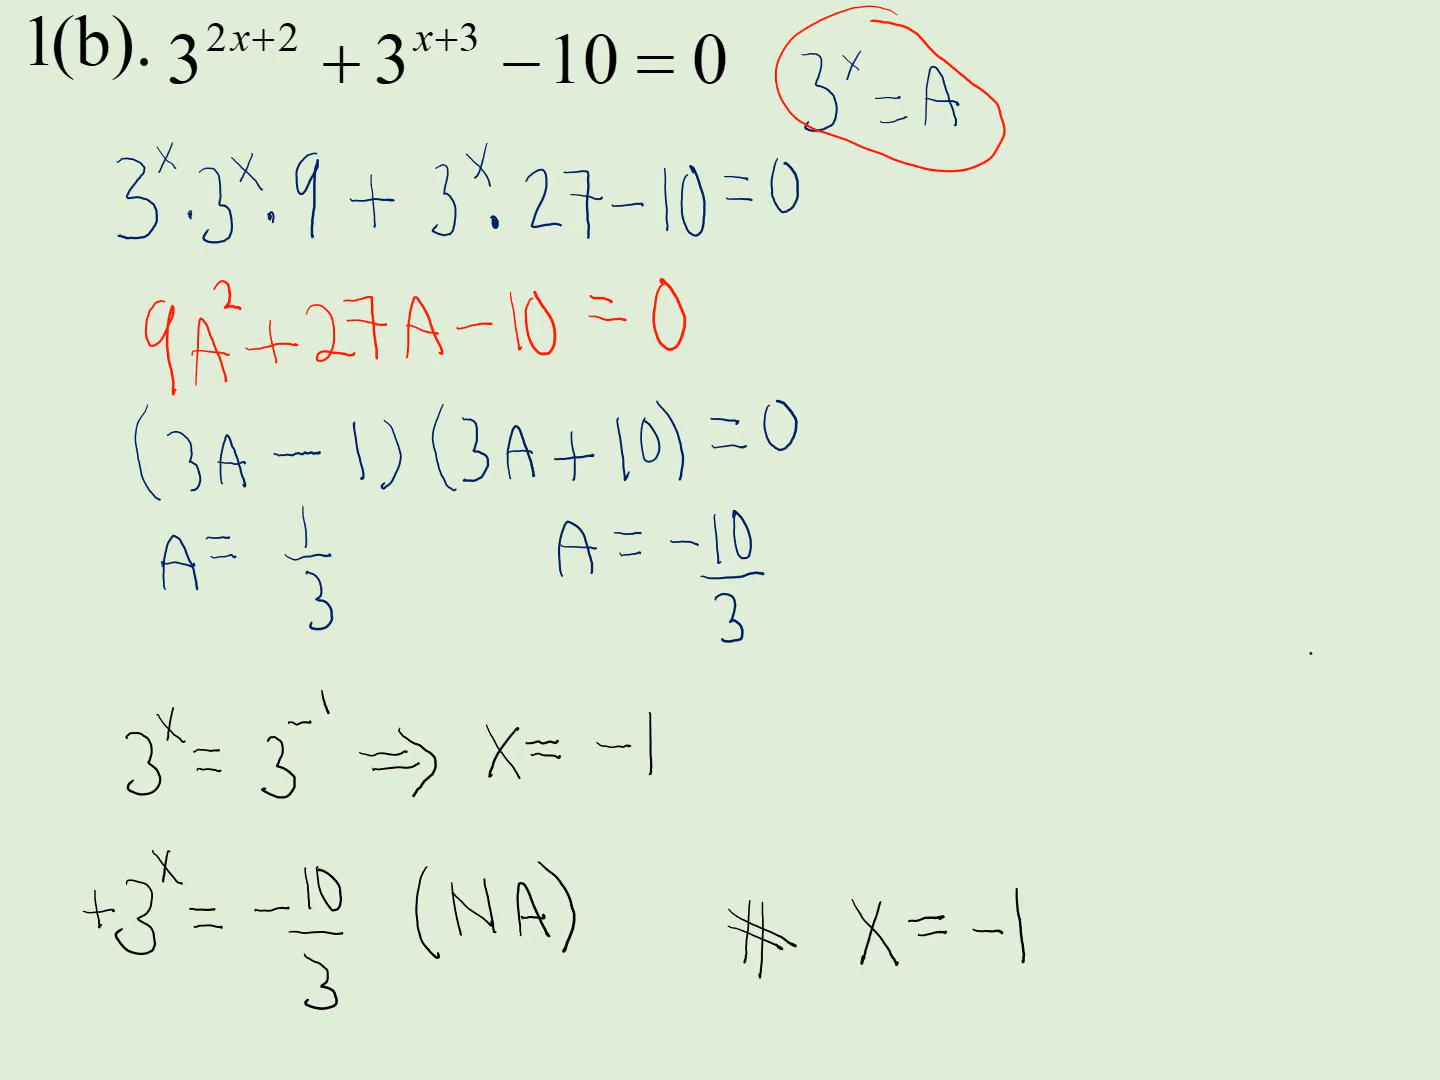 1(b). 3^{2x+2} + 3^{x+3} − 10 = 0
3^x = A
3^x · 3^x · 9 + 3^x · 27 − 10 = 0
9A^2 + 27A − 10 = 0
(3A − 1)(3A + 10) = 0
A = 1/3 A = −10/3
3^x = 3^{−1} ⇒ x = −1
+3^x = −10/3 (NA) # x = −1